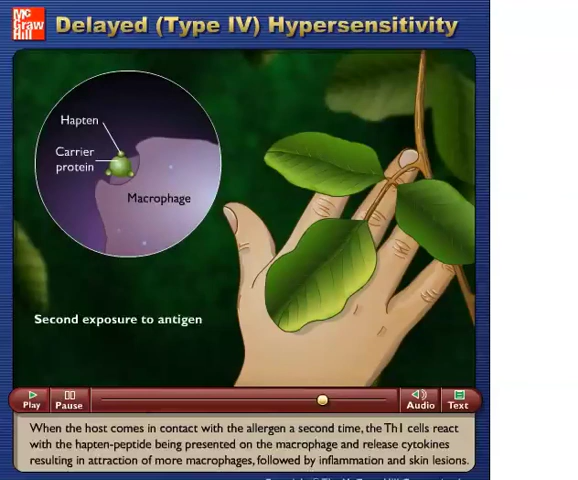 Mc
Graw
Hill
Delayed (Type IV) Hypersensitivity
Hapten
Carrier
protein
Macrophage
Second exposure to antigen
Play
Pause
Audio
Text
When the host comes in contact with the allergen a second time, the Th1 cells react
with the hapten-peptide being presented on the macrophage and release cytokines
resulting in attraction of more macrophages, followed by inflammation and skin lesions.